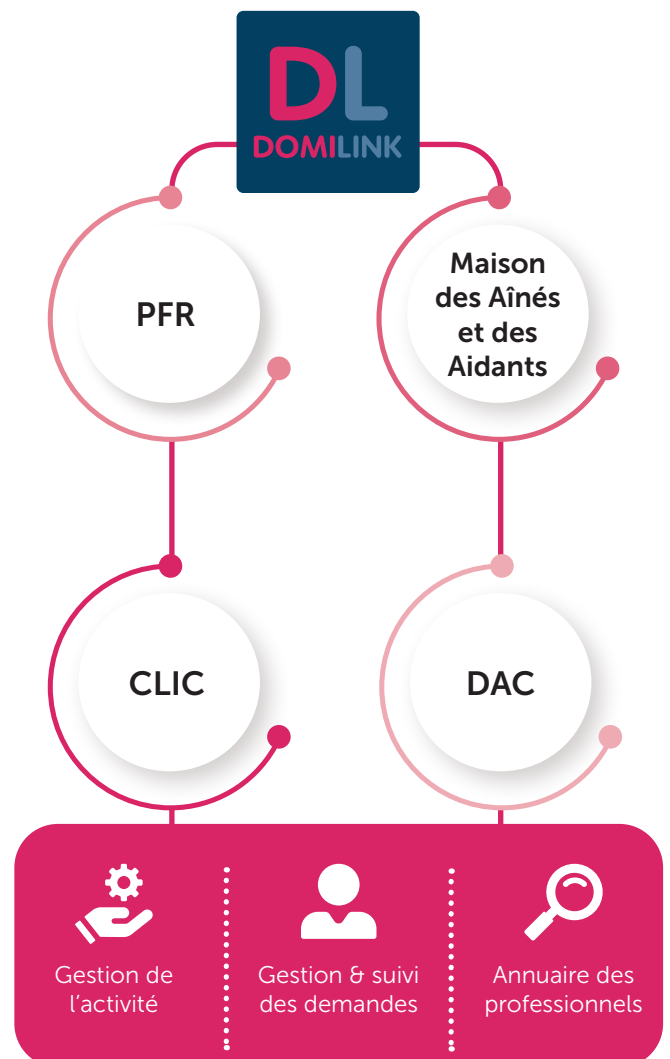 DL
DOMILINK
PFR
Maison
des Aînés
et des
Aidants
CLIC
DAC
Gestion de
l'activité
Gestion & suivi
des demandes
Annuaire des
professionnels